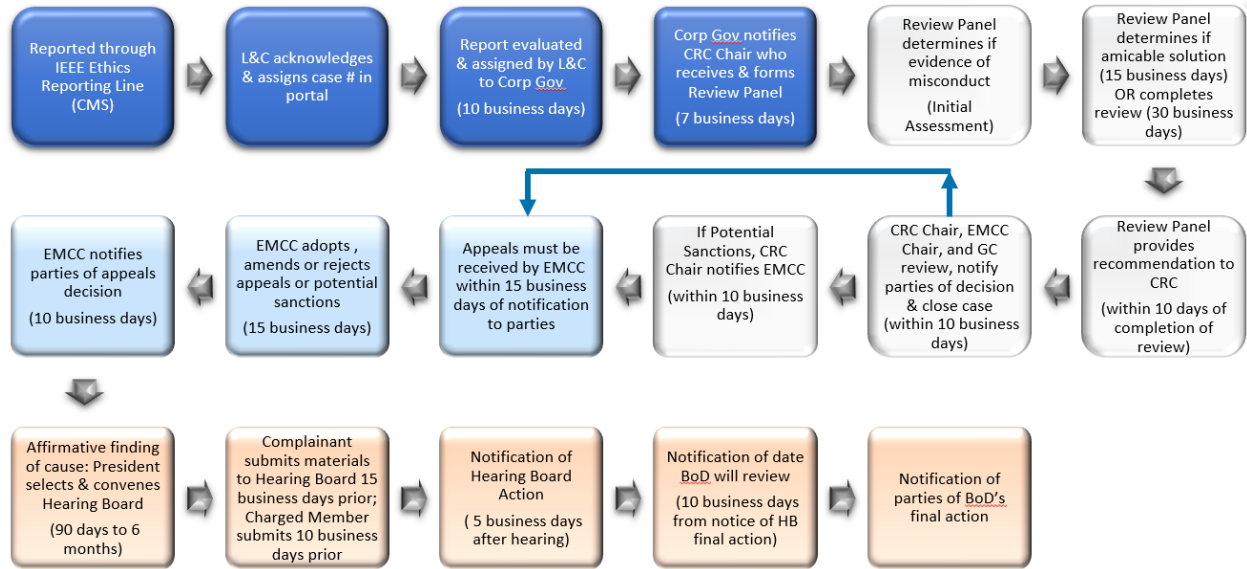 Reported through
IEEE Ethics
Reporting Line
(CMS)
L&C acknowledges
& assigns case # in
portal
Report evaluated
& assigned by L&C
to Corp Gov
(10 business days)
Corp Gov notifies
CRC Chair who
receives & forms
Review Panel
(7 business days)
Review Panel
determines if
evidence of
misconduct
(Initial
Assessment)
Review Panel
determines if
amicable solution
(15 business days)
OR completes
review (30 business
days)
Review Panel
provides
recommendation to
CRC
(within 10 days of
completion of
review)
CRC Chair, EMCC
Chair, and GC
review, notify
parties of decision
& close case
(within 10 business
days)
If Potential
Sanctions, CRC
Chair notifies EMCC
(within 10 business
days)
Appeals must be
received by EMCC
within 15 business
days of notification
to parties
EMCC adopts ,
amends or rejects
appeals or potential
sanctions
(15 business days)
EMCC notifies
parties of appeals
decision
(10 business days)
Affirmative finding
of cause: President
selects & convenes
Hearing Board
(90 days to 6
months)
Complainant
submits materials
to Hearing Board 15
business days prior;
Charged Member
submits 10 business
days prior
Notification of
Hearing Board
Action
( 5 business days
after hearing)
Notification of date
BoD will review
(10 business days
from notice of HB
final action)
Notification of
parties of BoD's
final action